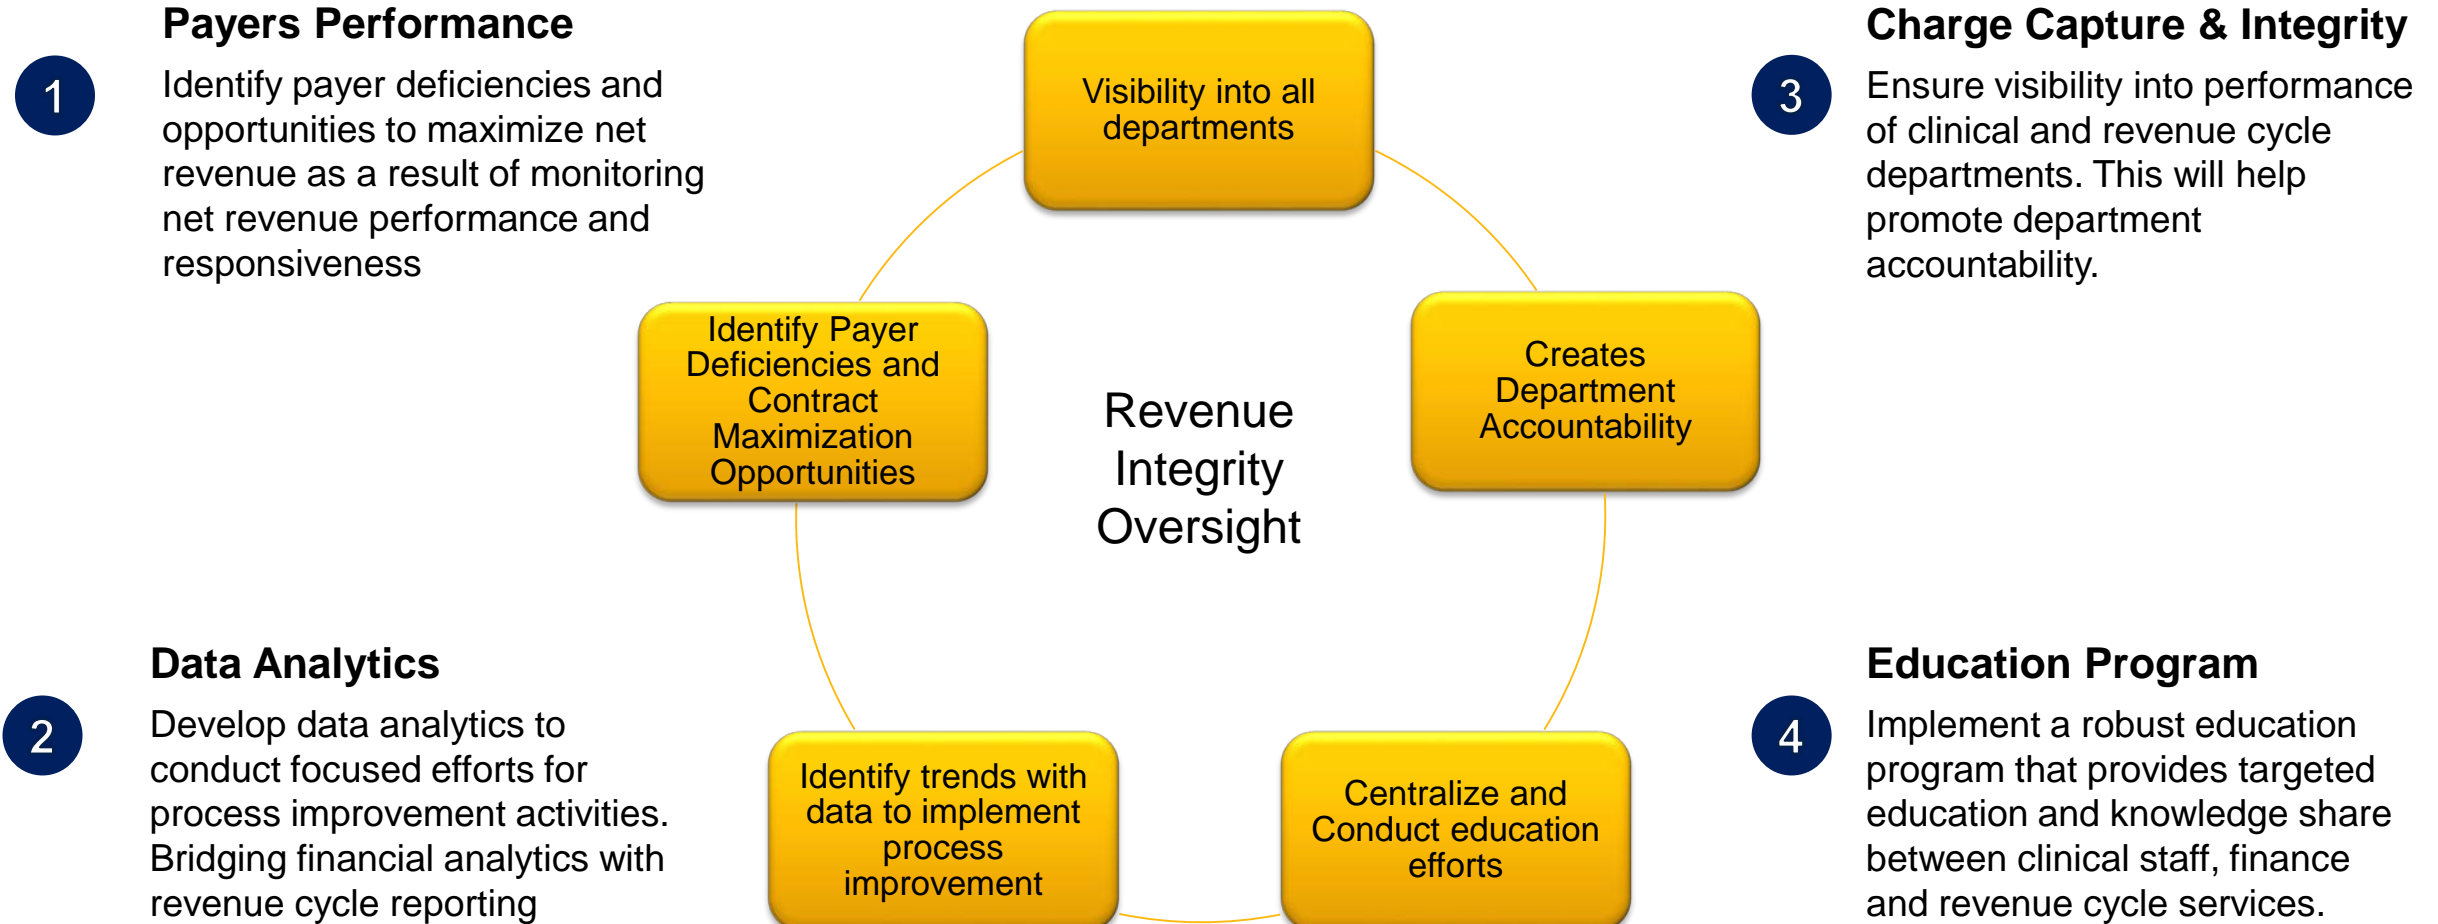 Payers Performance
1
Identify payer deficiencies and
opportunities to maximize net
revenue as a result of monitoring
net revenue performance and
responsiveness
Data Analytics
2
Develop data analytics to
conduct focused efforts for
process improvement activities.
Bridging financial analytics with
revenue cycle reporting
Visibility into all
departments
Identify Payer
Deficiencies and
Contract
Maximization
Opportunities
Revenue
Integrity
Oversight
Creates
Department
Accountability
Identify trends with
data to implement
process
improvement
Centralize and
Conduct education
efforts
Charge Capture & Integrity
3
Ensure visibility into performance
of clinical and revenue cycle
departments. This will help
promote department
accountability.
Education Program
4
Implement a robust education
program that provides targeted
education and knowledge share
between clinical staff, finance
and revenue cycle services.